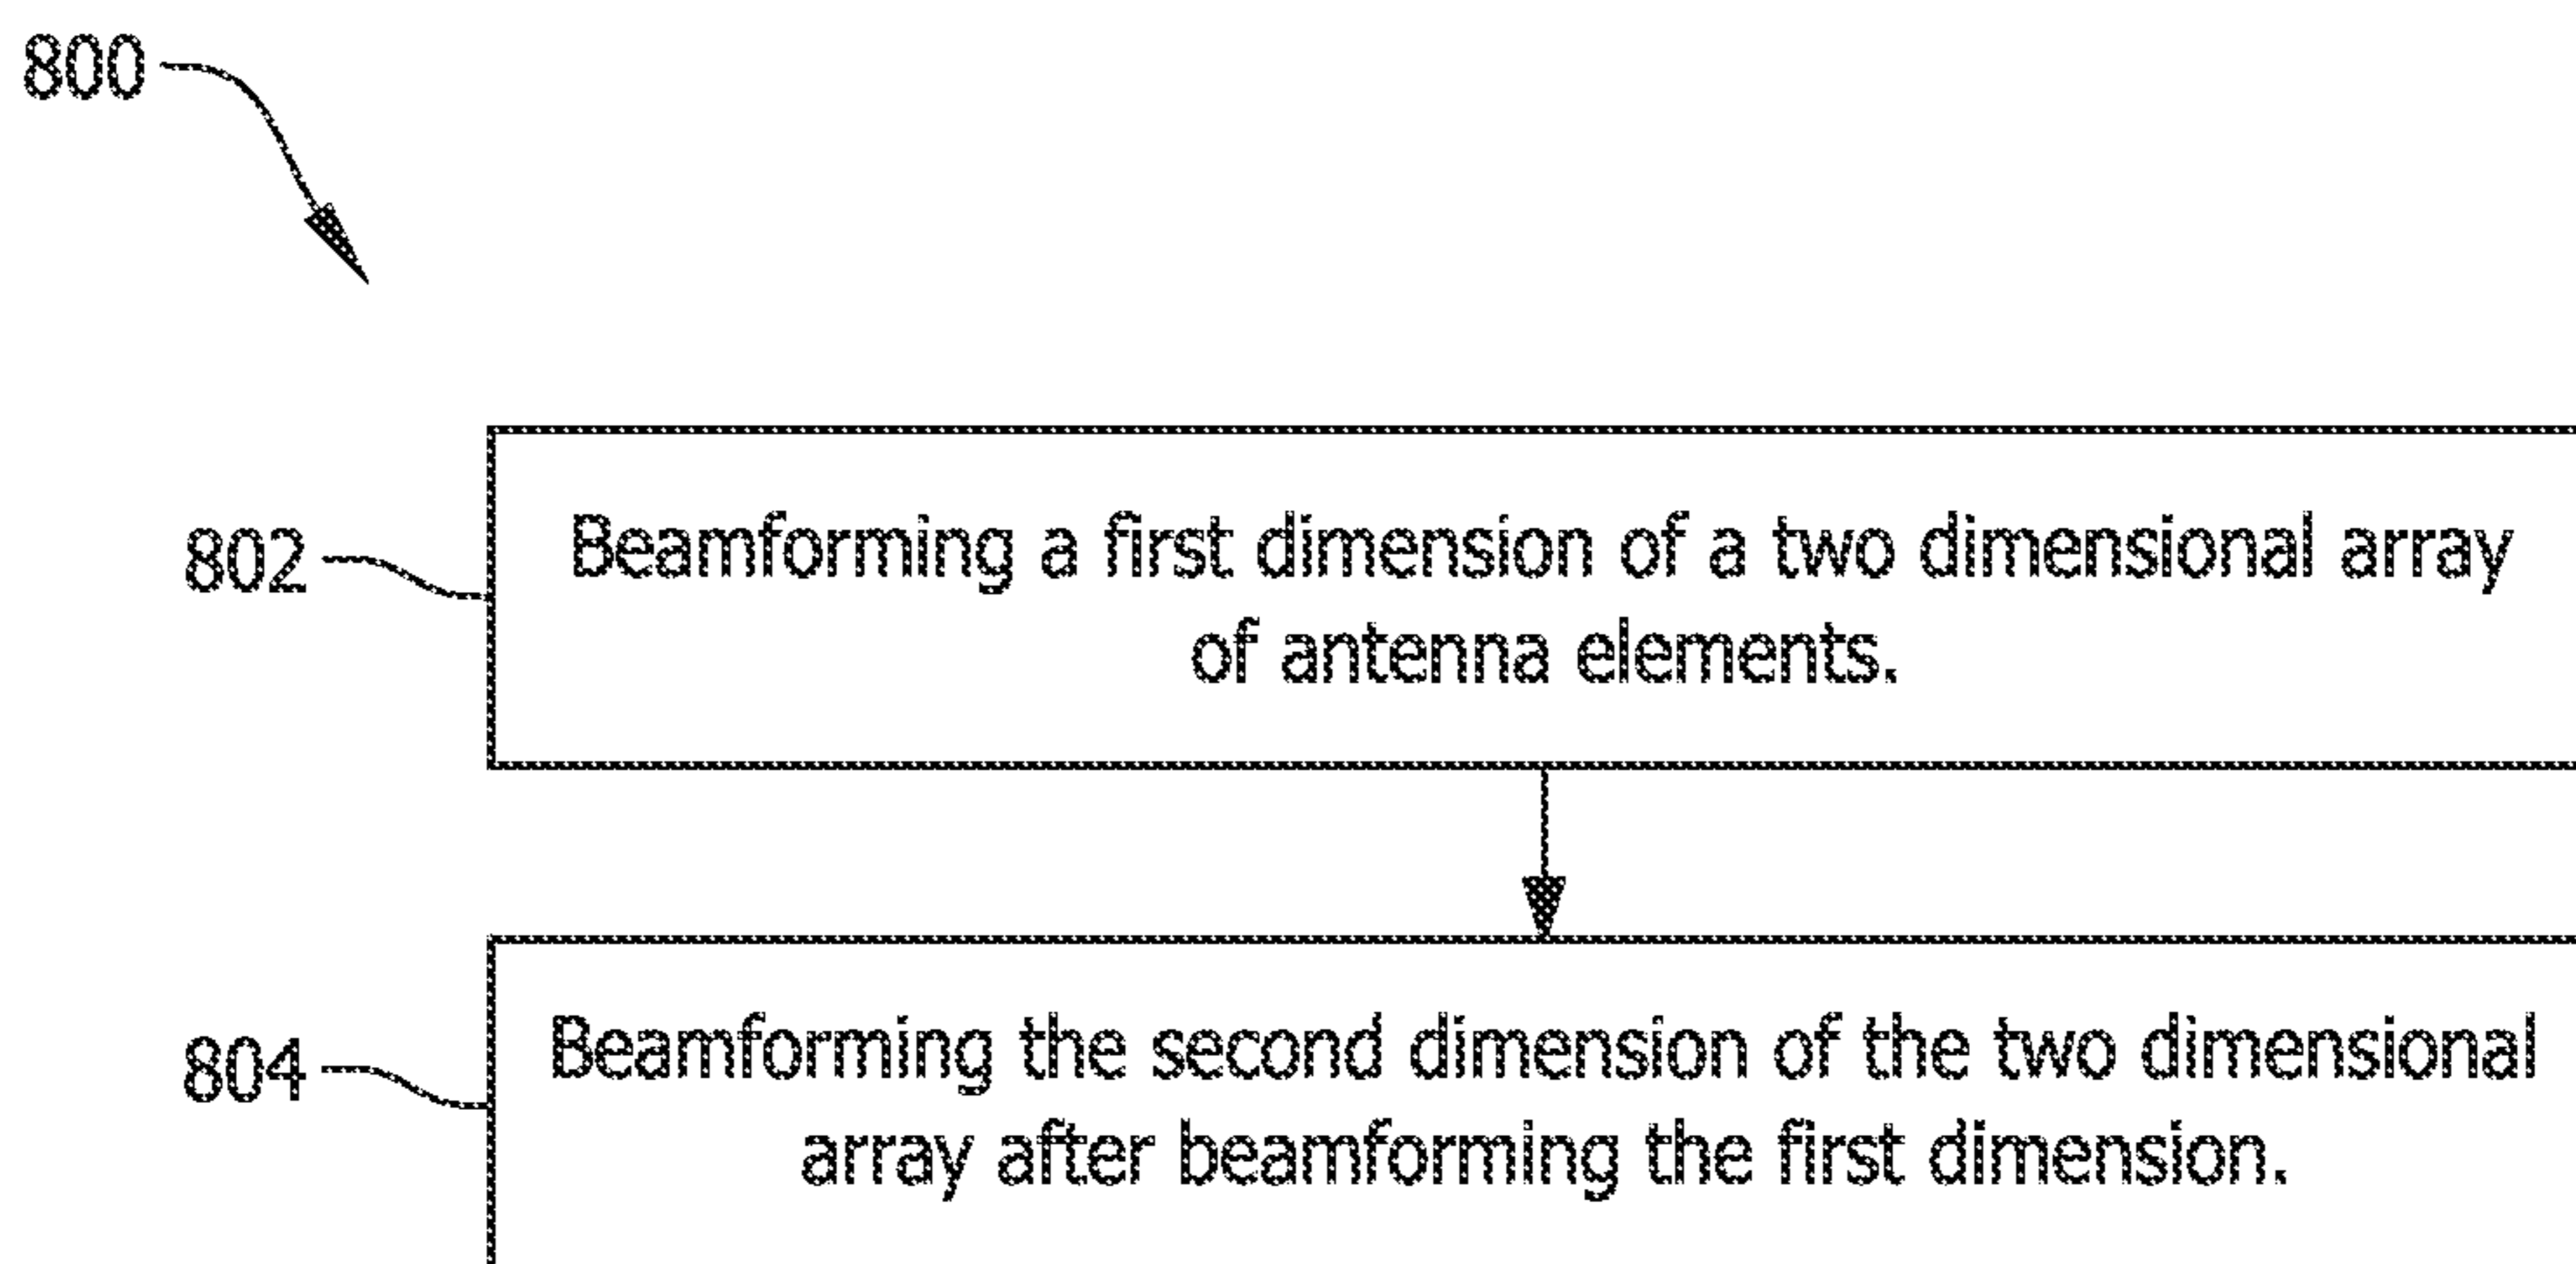 800
802
Beamforming a first dimension of a two dimensional array
of antenna elements.
804
Beamforming the second dimension of the two dimensional
array after beamforming the first dimension.